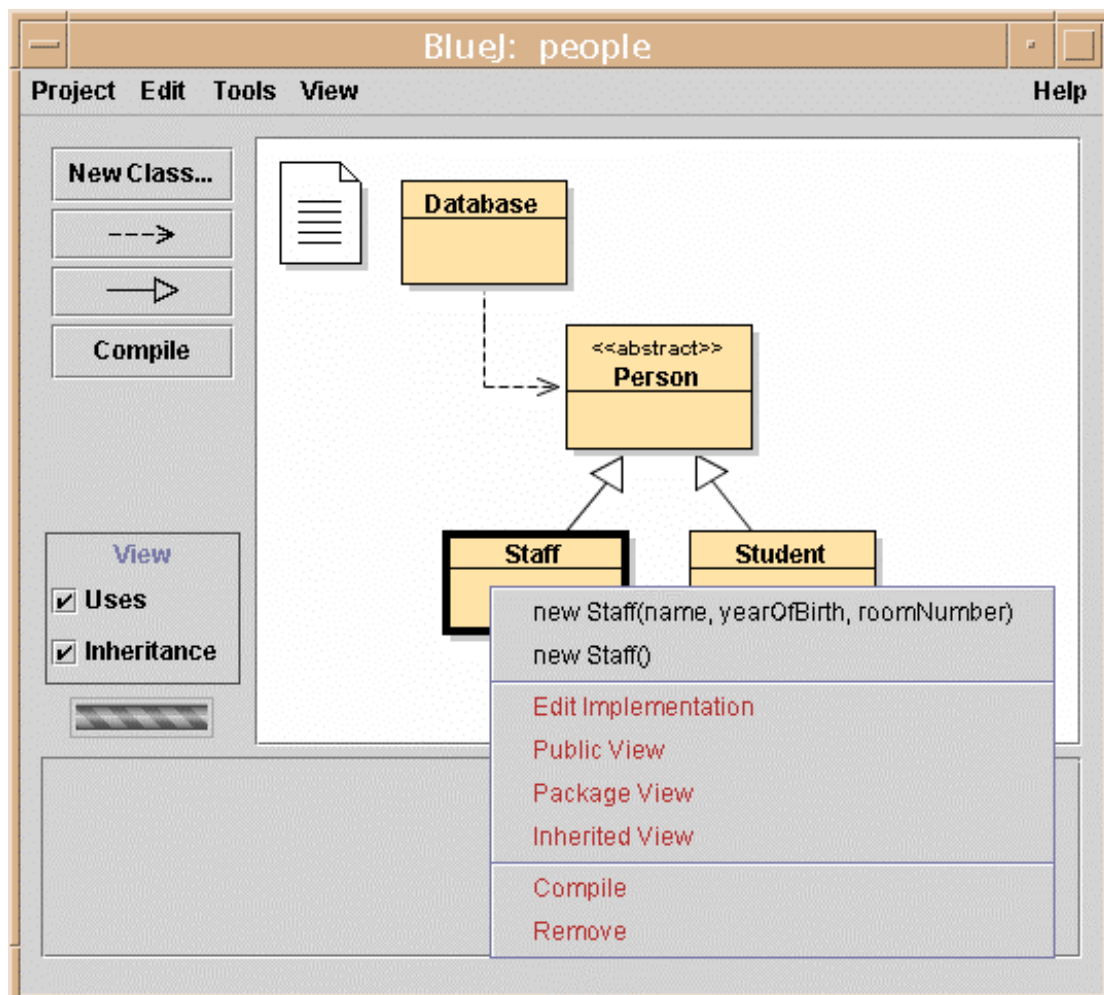 BlueJ: people
Project Edit Tools View Help
New Class...
Compile
View
Uses
Inheritance
Database
<<abstract>>
Person
Staff
Student
new Staff(name, yearOfBirth, roomNumber)
new Staff()
Edit Implementation
Public View
Package View
Inherited View
Compile
Remove